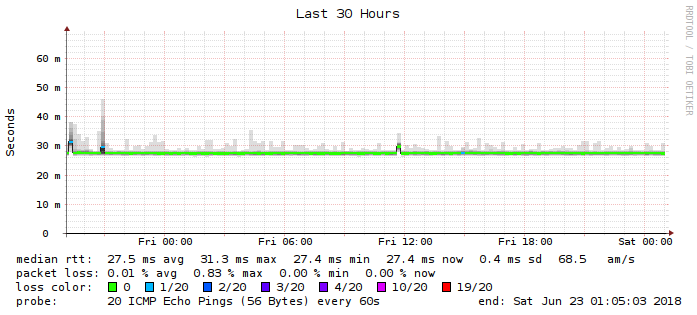 Last 30 Hours
RRDTOOL / TOBI OETIKER
Seconds
60 m
50 m
40 m
30 m
20 m
10 m
0
Fri 00:00 Fri 06:00 Fri 12:00 Fri 18:00 Sat 00:00
median rtt: 27.5 ms avg 31.3 ms max 27.4 ms min 27.4 ms now 0.4 ms sd 68.5 am/s
packet loss: 0.01 % avg 0.83 % max 0.00 % min 0.00 % now
loss color: 0 1/20 2/20 3/20 4/20 10/20 19/20
probe: 20 ICMP Echo Pings (56 Bytes) every 60s end: Sat Jun 23 01:05:03 2018